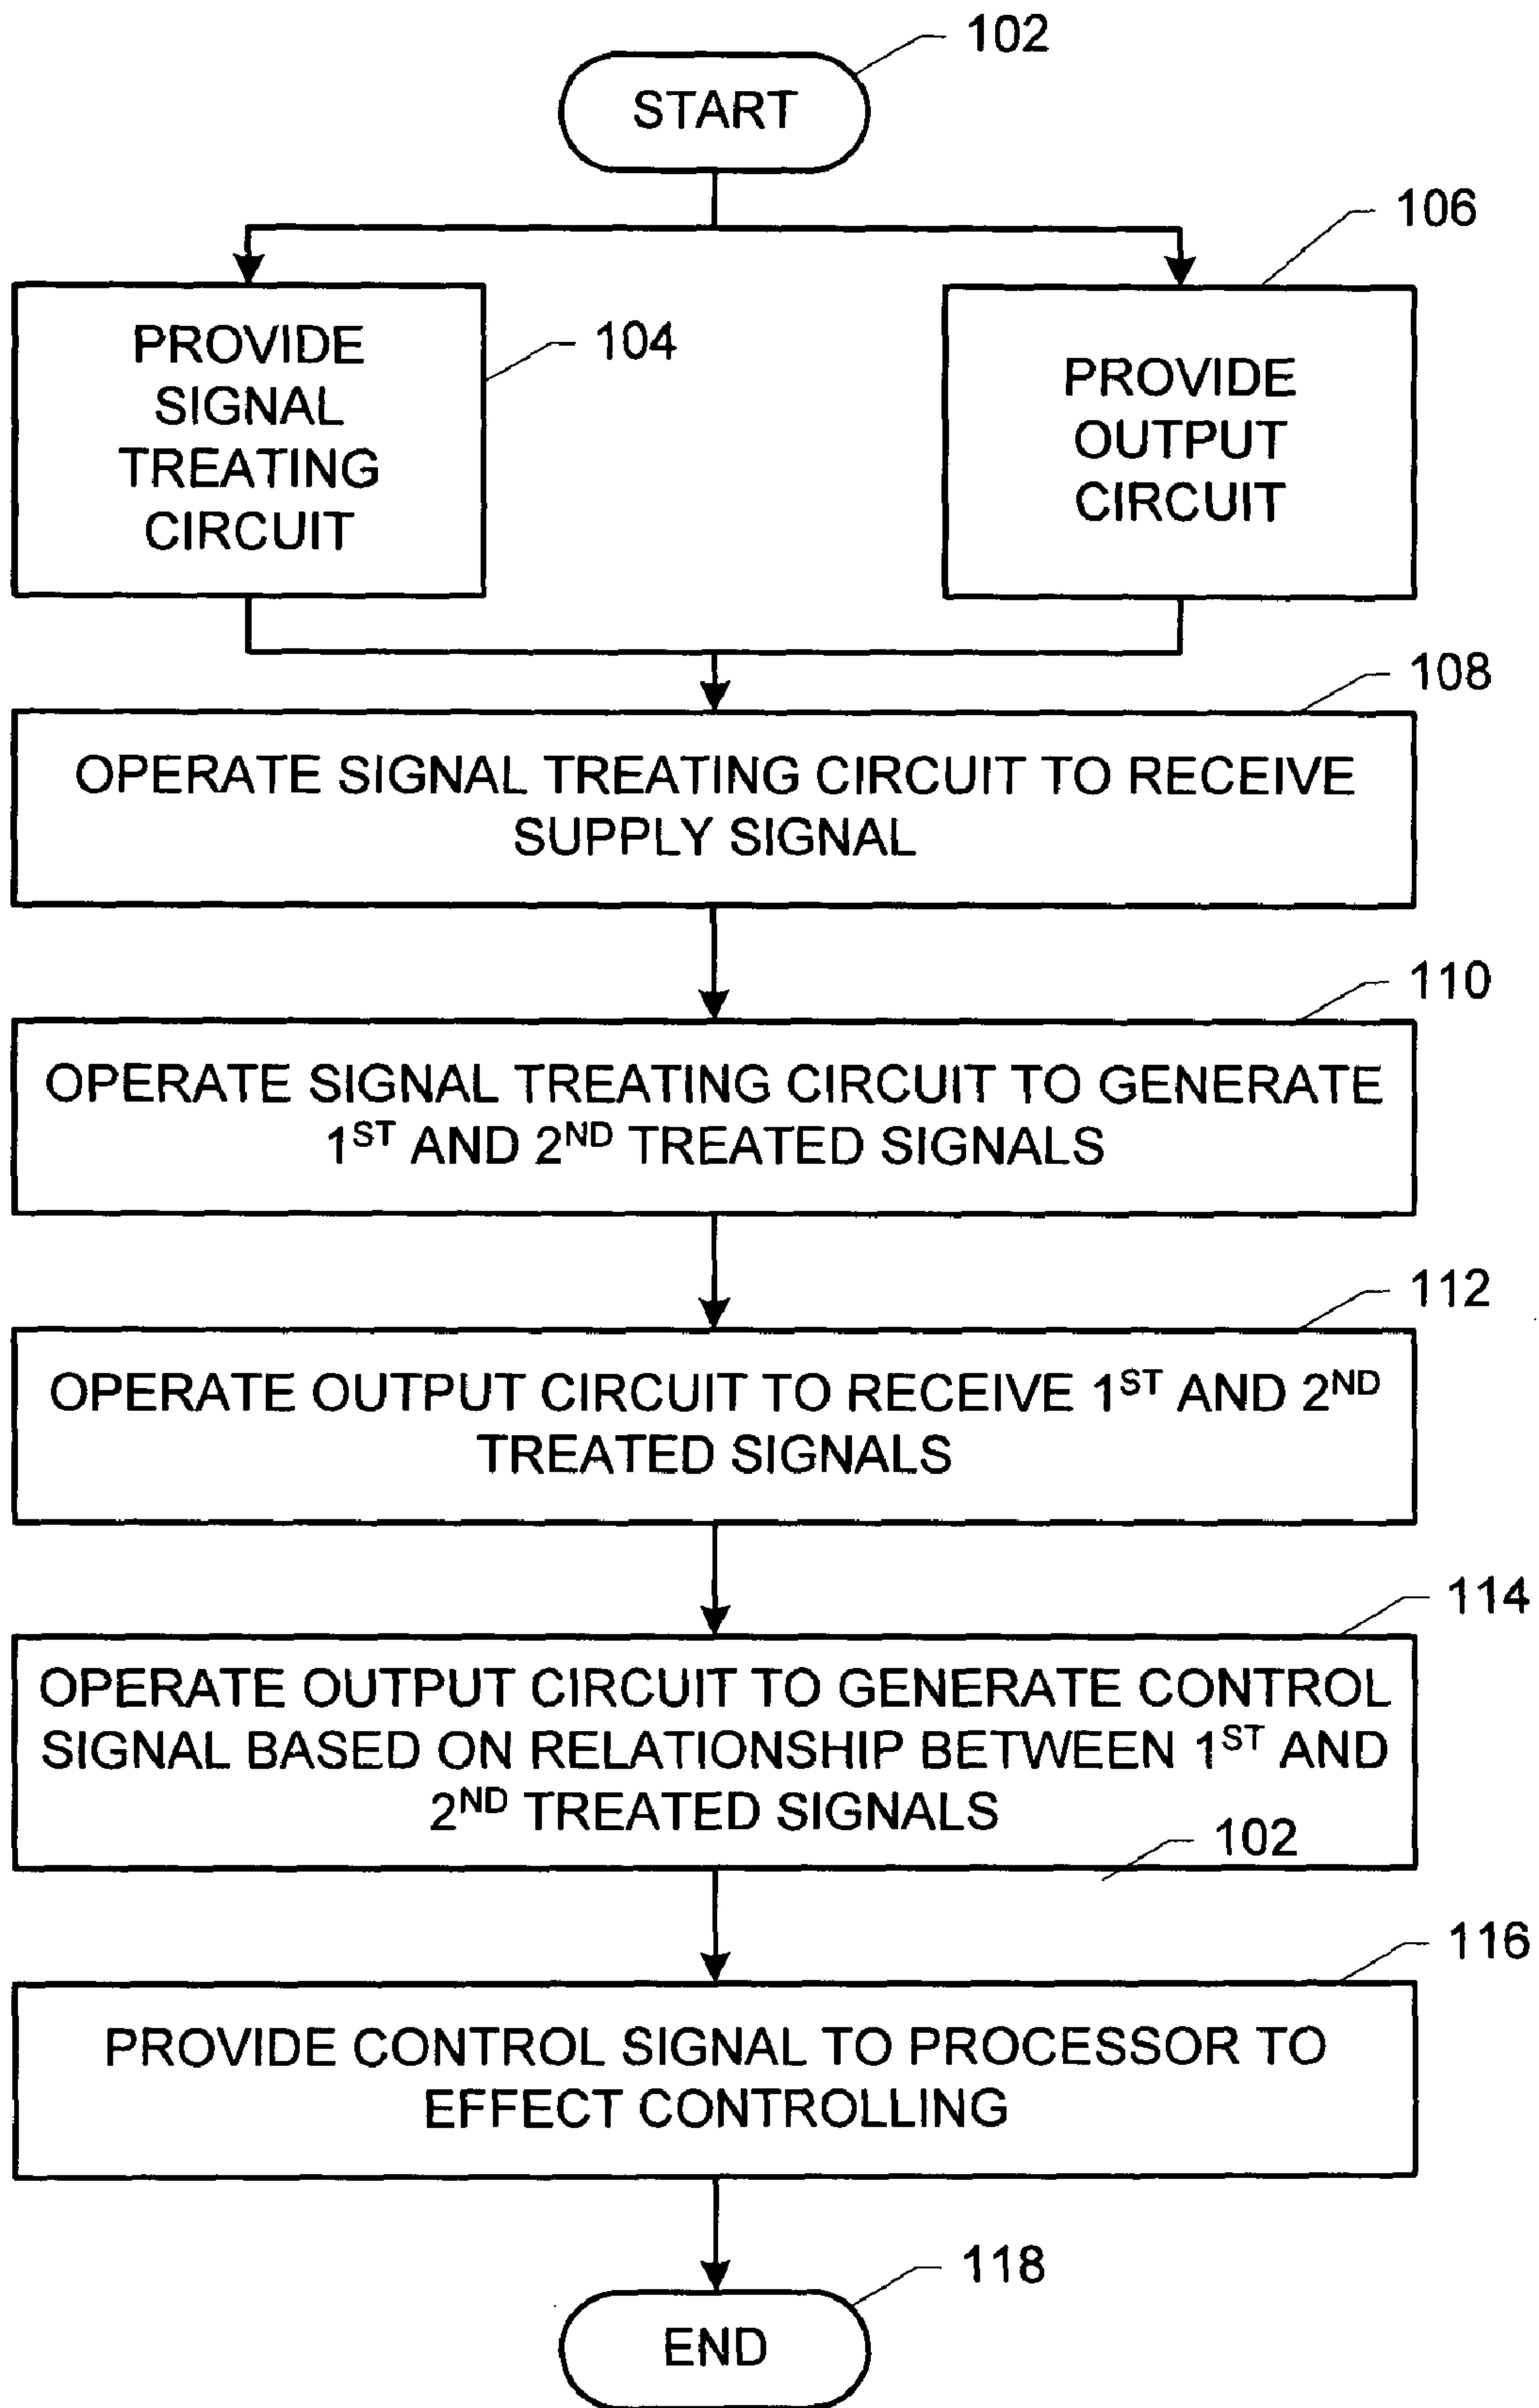 102
START
106
104
PROVIDE
SIGNAL
TREATING
CIRCUIT
PROVIDE
OUTPUT
CIRCUIT
108
OPERATE SIGNAL TREATING CIRCUIT TO RECEIVE
SUPPLY SIGNAL
110
OPERATE SIGNAL TREATING CIRCUIT TO GENERATE
1ST AND 2ND TREATED SIGNALS
112
OPERATE OUTPUT CIRCUIT TO RECEIVE 1ST AND 2ND
TREATED SIGNALS
114
OPERATE OUTPUT CIRCUIT TO GENERATE CONTROL
SIGNAL BASED ON RELATIONSHIP BETWEEN 1ST AND
2ND TREATED SIGNALS
102
116
PROVIDE CONTROL SIGNAL TO PROCESSOR TO
EFFECT CONTROLLING
118
END